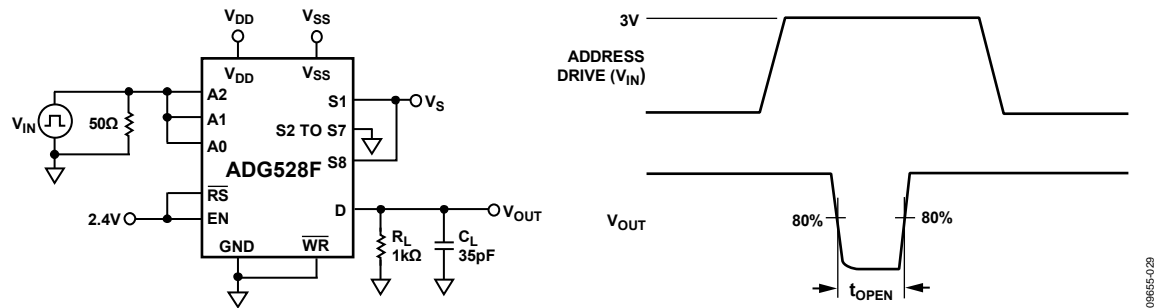 VDD
VSS
VDD
VSS
A2
A1
A0
VIN
50Ω
S1
VS
S2 TO S7
S8
ADG528F
RS
EN
2.4V
D
VOUT
GND
WR
RL
1kΩ
CL
35pF
3V
ADDRESS
DRIVE (VIN)
VOUT
80%
80%
tOPEN
09655-029